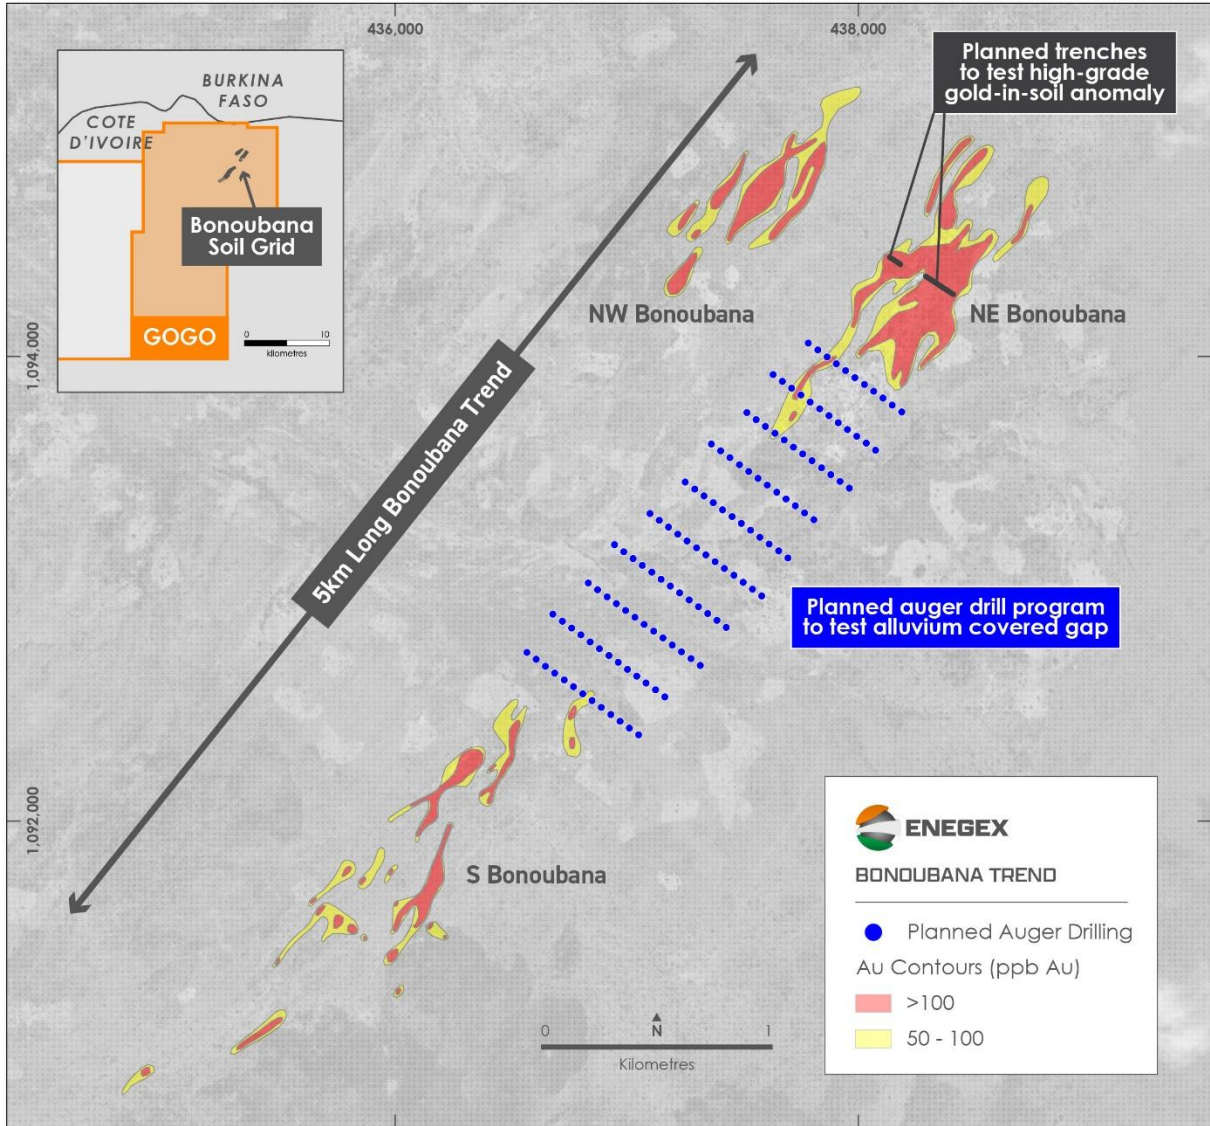 436,000
438,000
Planned trenches
to test high-grade
gold-in-soil anomaly
BURKINA
FASO
COTE
D'IVOIRE
Bonoubana
Soil Grid
GOGO
0 10
kilometres
NW Bonoubana
NE Bonoubana
1,094,000
5km Long Bonoubana Trend
Planned auger drill program
to test alluvium covered gap
1,092,000
S Bonoubana
0 N 1
Kilometres
ENEGEX
BONOUBANA TREND
Planned Auger Drilling
Au Contours (ppb Au)
>100
50 - 100